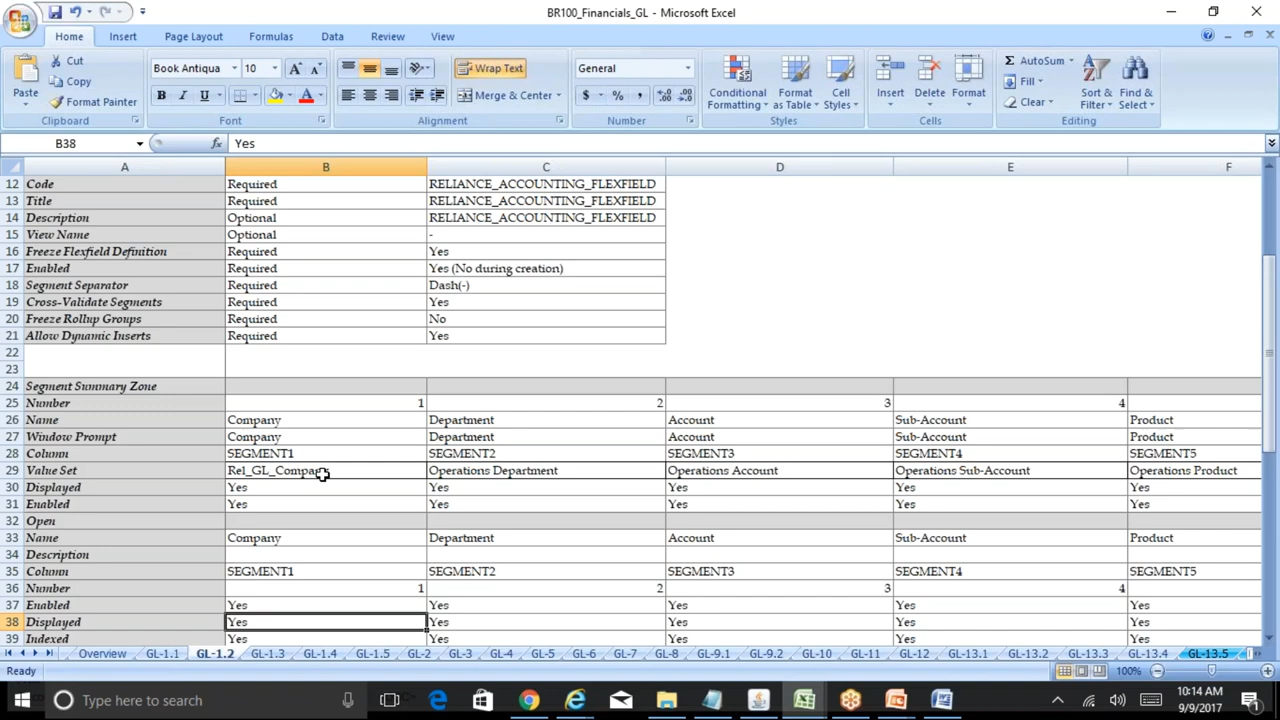 BR100_Financials_GL - Microsoft Excel
Home Insert Page Layout Formulas Data Review View
Paste
Cut
Copy
Format Painter
Clipboard
Book Antiqua 10
B I U
Font
Wrap Text
Merge & Center
Alignment
General
$ % ,
Number
Conditional Formatting
Format as Table
Cell Styles
Styles
Insert Delete Format
Cells
Σ AutoSum
Fill
Clear
Sort & Filter
Find & Select
Editing
B38 fx Yes
A B C D E F
12 Code Required RELIANCE_ACCOUNTING_FLEXFIELD
13 Title Required RELIANCE_ACCOUNTING_FLEXFIELD
14 Description Optional RELIANCE_ACCOUNTING_FLEXFIELD
15 View Name Optional -
16 Freeze Flexfield Definition Required Yes
17 Enabled Required Yes (No during creation)
18 Segment Separator Required Dash(-)
19 Cross-Validate Segments Required Yes
20 Freeze Rollup Groups Required No
21 Allow Dynamic Inserts Required Yes
22
23
24 Segment Summary Zone
25 Number 1 2 3 4
26 Name Company Department Account Sub-Account Product
27 Window Prompt Company Department Account Sub-Account Product
28 Column SEGMENT1 SEGMENT2 SEGMENT3 SEGMENT4 SEGMENT5
29 Value Set Rel_GL_Company Operations Department Operations Account Operations Sub-Account Operations Product
30 Displayed Yes Yes Yes Yes Yes
31 Enabled Yes Yes Yes Yes Yes
32 Open
33 Name Company Department Account Sub-Account Product
34 Description
35 Column SEGMENT1 SEGMENT2 SEGMENT3 SEGMENT4 SEGMENT5
36 Number 1 2 3 4
37 Enabled Yes Yes Yes Yes Yes
38 Displayed Yes Yes Yes Yes Yes
39 Indexed Yes Yes Yes Yes Yes
Overview GL-1.1 GL-1.2 GL-1.3 GL-1.4 GL-1.5 GL-2 GL-3 GL-4 GL-5 GL-6 GL-7 GL-8 GL-9.1 GL-9.2 GL-10 GL-11 GL-12 GL-13.1 GL-13.2 GL-13.3 GL-13.4 GL-13.5
Ready 100%
Type here to search
10:14 AM
9/9/2017